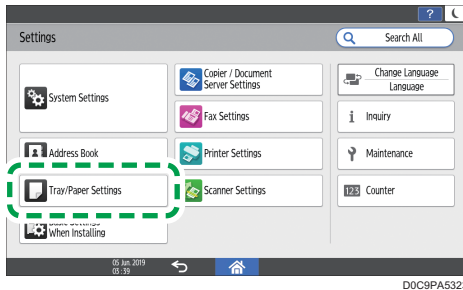 ?
Settings
Search All
System Settings
Copier / Document
Server Settings
Change Language
Language
Fax Settings
i Inquiry
Address Book
Printer Settings
Maintenance
Tray/Paper Settings
Scanner Settings
123 Counter
When Installing
05 Jun. 2019
03 : 39
D0C9PA532